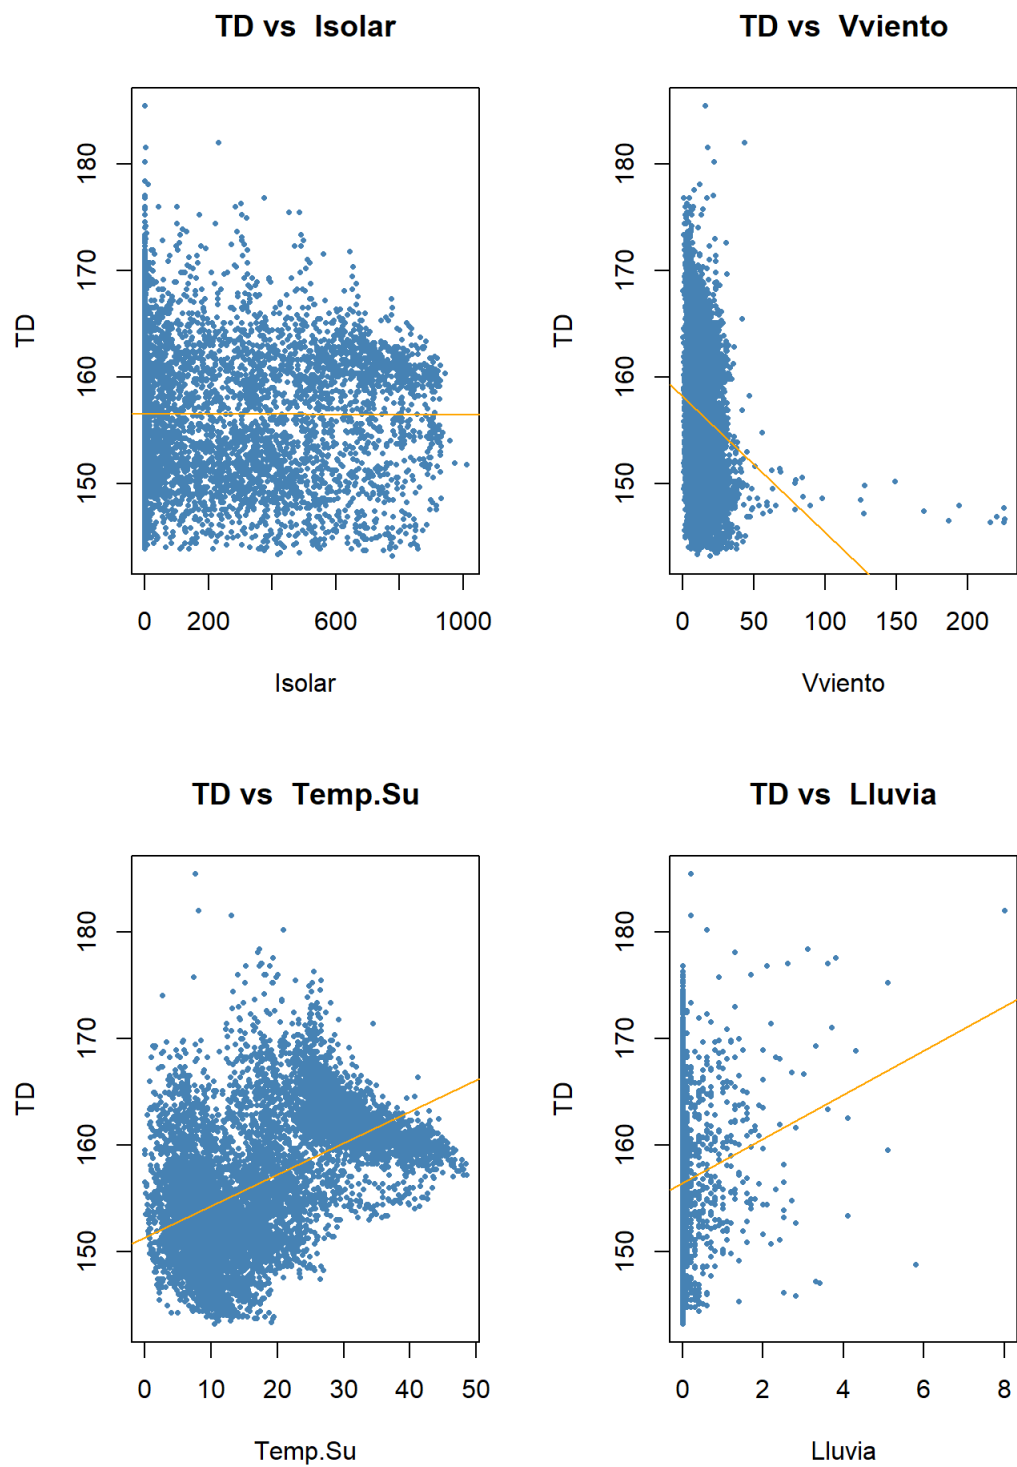 TD vs  Isolar
TD
180
170
160
150
0 200 600 1000
Isolar
TD vs  Vviento
TD
180
170
160
150
0 50 100 150 200
Vviento
TD vs  Temp.Su
TD
180
170
160
150
0 10 20 30 40 50
Temp.Su
TD vs  Lluvia
TD
180
170
160
150
0 2 4 6 8
Lluvia